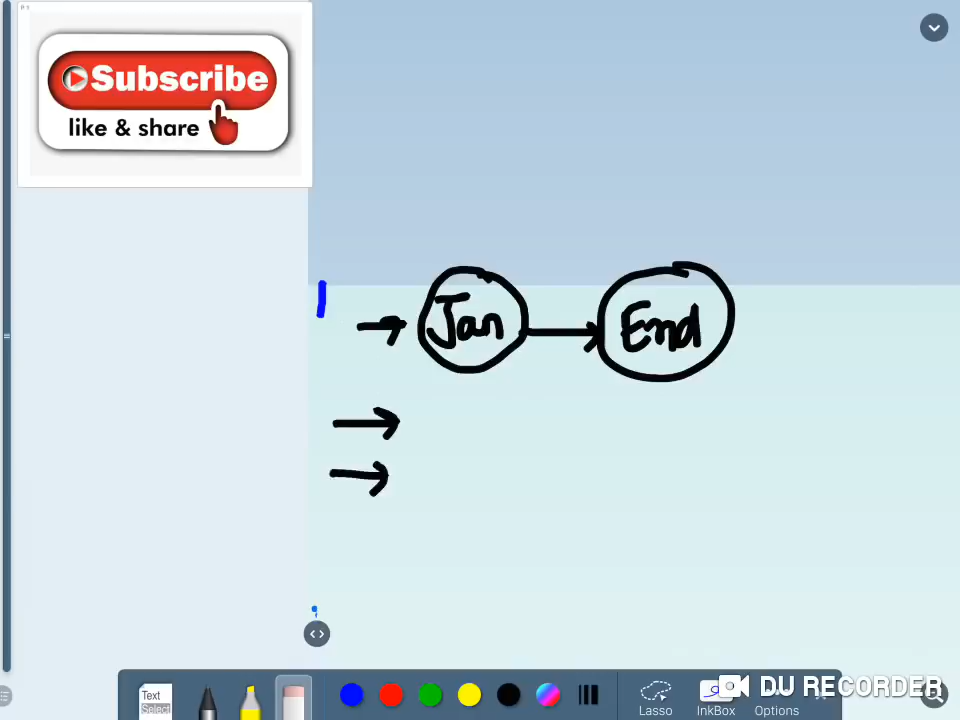 Subscribe
like & share
Jan End
Text
Select
Lasso
InkBox
Options
DU RECORDER